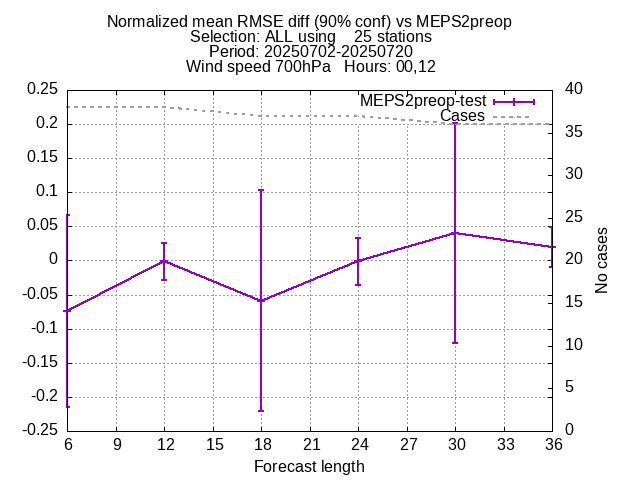 Normalized mean RMSE diff (90% conf) vs MEPS2preop
Selection: ALL using    25 stations
Period: 20250702-20250720
Wind speed 700hPa   Hours: 00,12
MEPS2preop-test
Cases
0.25
0.2
0.15
0.1
0.05
0
-0.05
-0.1
-0.15
-0.2
-0.25
40
35
30
25
20
15
10
5
0
No cases
6 9 12 15 18 21 24 27 30 33 36
Forecast length